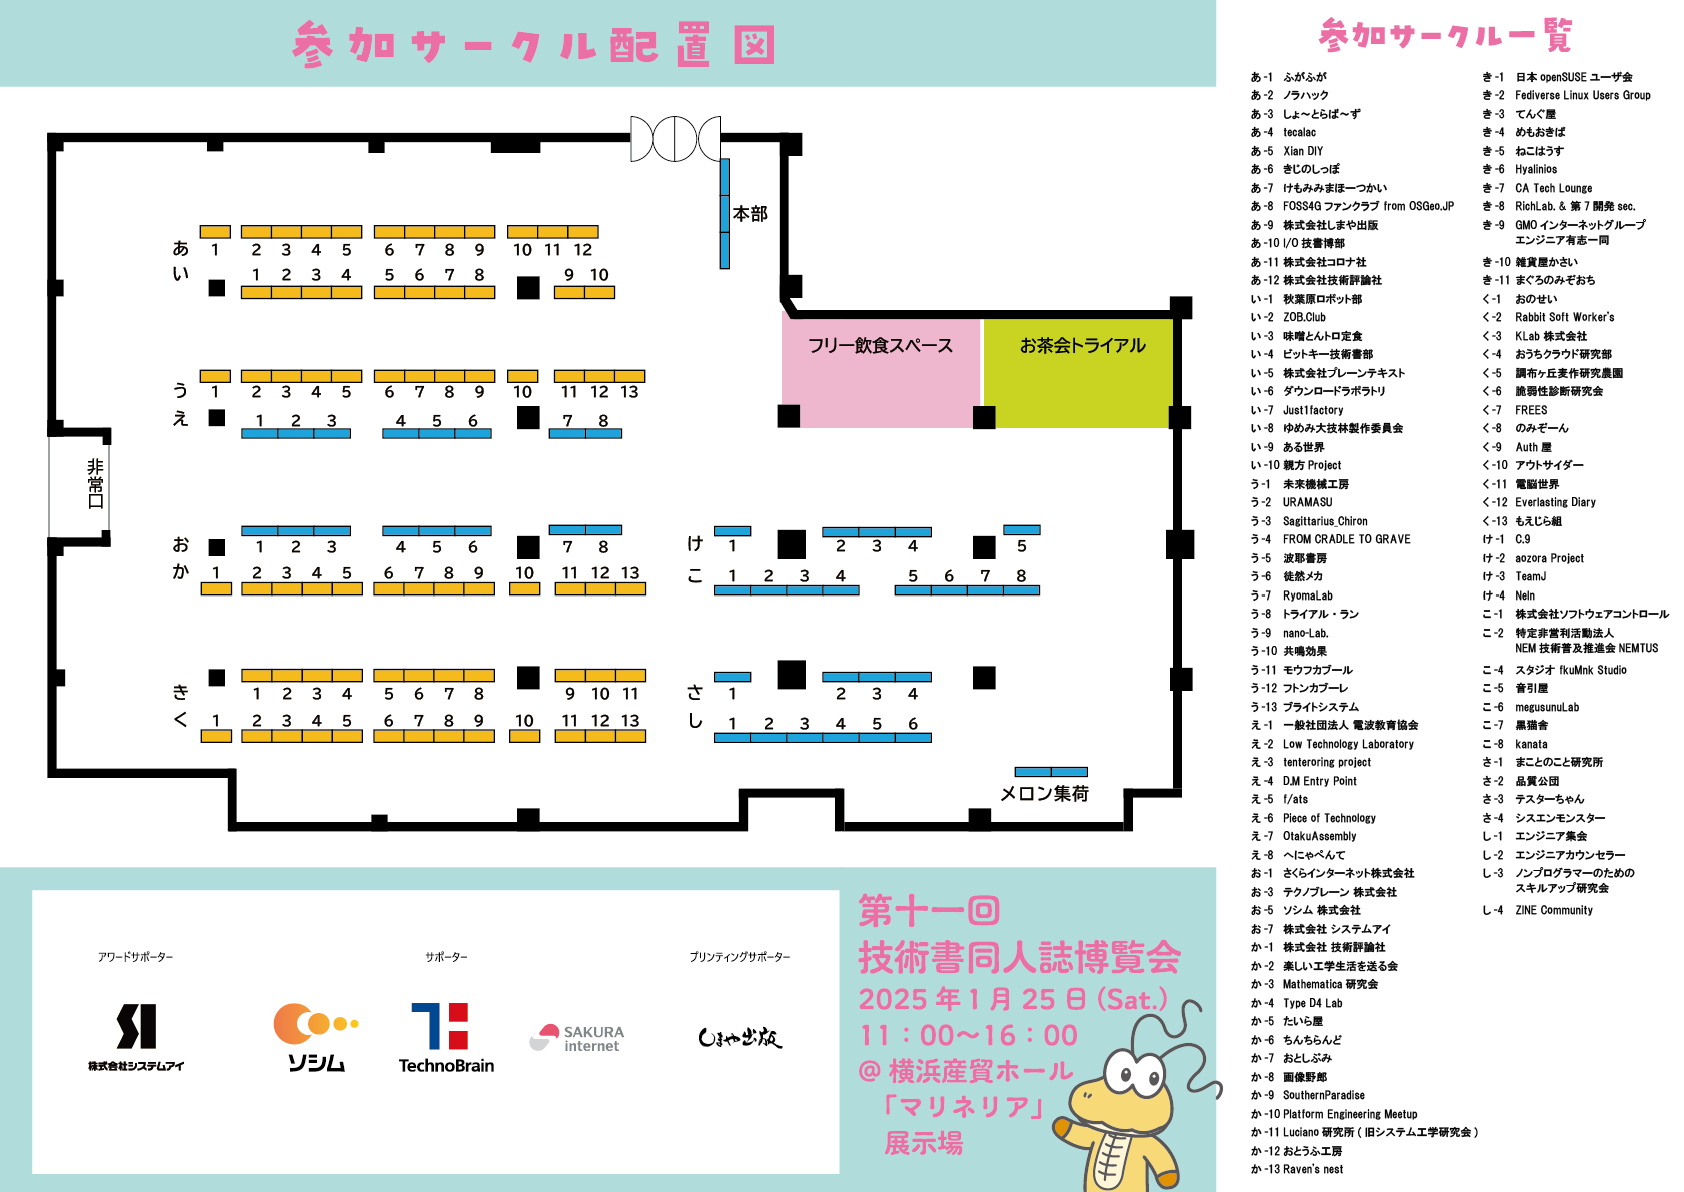 参加サークル配置図
本部
あ 1 2 3 4 5 6 7 8 9 10 11 12
い 1 2 3 4 5 6 7 8 9 10
フリー飲食スペース
お茶会トライアル
う 1 2 3 4 5 6 7 8 9 10 11 12 13
え 1 2 3 4 5 6 7 8
非常口
お 1 2 3 4 5 6 7 8
か 1 2 3 4 5 6 7 8 9 10 11 12 13
け 1 2 3 4 5
こ 1 2 3 4 5 6 7 8
き 1 2 3 4 5 6 7 8 9 10 11
く 1 2 3 4 5 6 7 8 9 10 11 12 13
さ 1 2 3 4
し 1 2 3 4 5 6
メロン集荷
アワードサポーター
株式会社システムアイ
サポーター
ソシム
TechnoBrain
SAKURA
internet
プリンティングサポーター
しまや出版
第十一回
技術書同人誌博覧会
2025 年 1 月 25 日 (Sat.)
11：00～16：00
@ 横浜産貿ホール
「マリネリア」
展示場
参加サークル一覧
あ-1 ふがふが
あ-2 ノラハック
あ-3 しょ～とらば～ず
あ-4 tecalac
あ-5 Xian DIY
あ-6 きじのしっぽ
あ-7 けもみみまほーつかい
あ-8 FOSS4G ファンクラブ from OSGeo.JP
あ-9 株式会社しまや出版
あ-10 I/O 技書博部
あ-11 株式会社コロナ社
あ-12 株式会社技術評論社
い-1 秋葉原ロボット部
い-2 ZOB.Club
い-3 味噌とんトロ定食
い-4 ビットキー技術書部
い-5 株式会社プレーンテキスト
い-6 ダウンロードラボラトリ
い-7 Just1factory
い-8 ゆめみ大技林製作委員会
い-9 ある世界
い-10 親方 Project
う-1 未来機械工房
う-2 URAMASU
う-3 Sagittarius_Chiron
う-4 FROM CRADLE TO GRAVE
う-5 波耶書房
う-6 徒然メカ
う-7 RyomaLab
う-8 トライアル・ラン
う-9 nano-Lab.
う-10 共鳴効果
う-11 モウフカブール
う-12 フトンカブーレ
う-13 ブライトシステム
え-1 一般社団法人 電波教育協会
え-2 Low Technology Laboratory
え-3 tenteroring project
え-4 D.M Entry Point
え-5 f/ats
え-6 Piece of Technology
え-7 OtakuAssembly
え-8 へにゃぺんて
お-1 さくらインターネット株式会社
お-3 テクノブレーン 株式会社
お-5 ソシム 株式会社
お-7 株式会社 システムアイ
か-1 株式会社 技術評論社
か-2 楽しい工学生活を送る会
か-3 Mathematica 研究会
か-4 Type D4 Lab
か-5 たいら屋
か-6 ちんちらんど
か-7 おとしぶみ
か-8 画像野郎
か-9 SouthernParadise
か-10 Platform Engineering Meetup
か-11 Luciano 研究所 ( 旧システム工学研究会 )
か-12 おとうふ工房
か-13 Raven's nest
き-1 日本 openSUSE ユーザ会
き-2 Fediverse Linux Users Group
き-3 てんぐ屋
き-4 めもおきば
き-5 ねこはうす
き-6 Hyalinios
き-7 CA Tech Lounge
き-8 RichLab. & 第 7 開発 sec.
き-9 GMO インターネットグループ
エンジニア有志一同
き-10 雑貨屋かさい
き-11 まぐろのみぞおち
く-1 おのせい
く-2 Rabbit Soft Worker's
く-3 KLab 株式会社
く-4 おうちクラウド研究部
く-5 調布ヶ丘麦作研究農園
く-6 脆弱性診断研究会
く-7 FREES
く-8 のみぞーん
く-9 Auth 屋
く-10 アウトサイダー
く-11 電脳世界
く-12 Everlasting Diary
く-13 もえじら組
け-1 C.9
け-2 aozora Project
け-3 TeamJ
け-4 Neln
こ-1 株式会社ソフトウェアコントロール
こ-2 特定非営利活動法人
NEM 技術普及推進会 NEMTUS
こ-4 スタジオ fkuMnk Studio
こ-5 音引屋
こ-6 megusunuLab
こ-7 黒猫舎
こ-8 kanata
さ-1 まことのこと研究所
さ-2 品質公団
さ-3 テスターちゃん
さ-4 シスエンモンスター
し-1 エンジニア集会
し-2 エンジニアカウンセラー
し-3 ノンプログラマーのための
スキルアップ研究会
し-4 ZINE Community